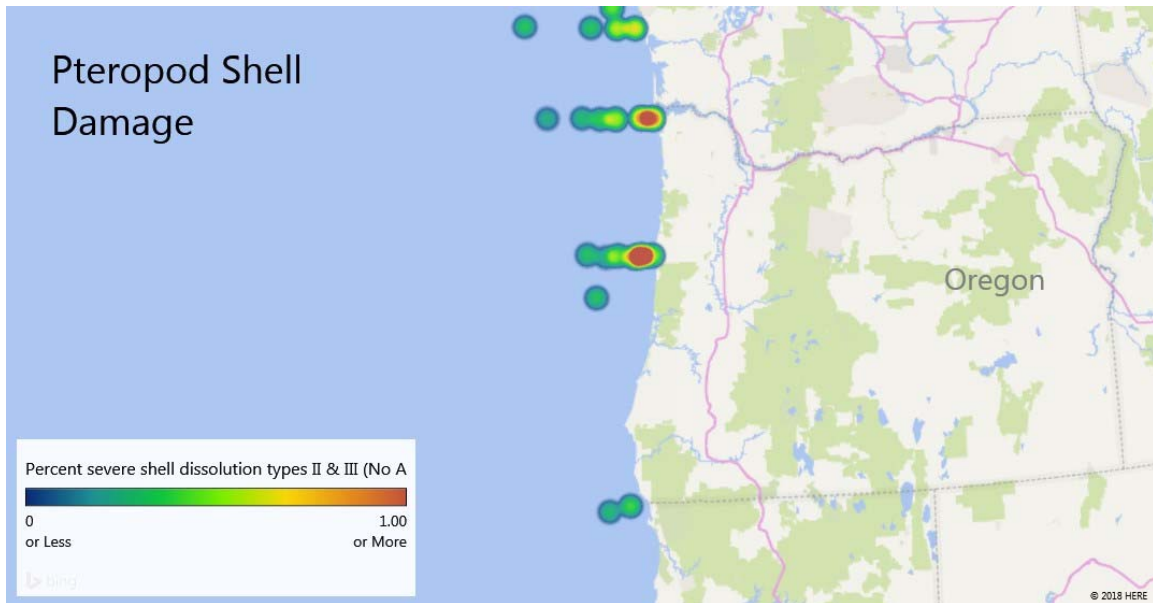 Pteropod Shell
Damage
Oregon
Percent severe shell dissolution types II & III (No A
0 1.00
or Less or More
bing
© 2018 HERE